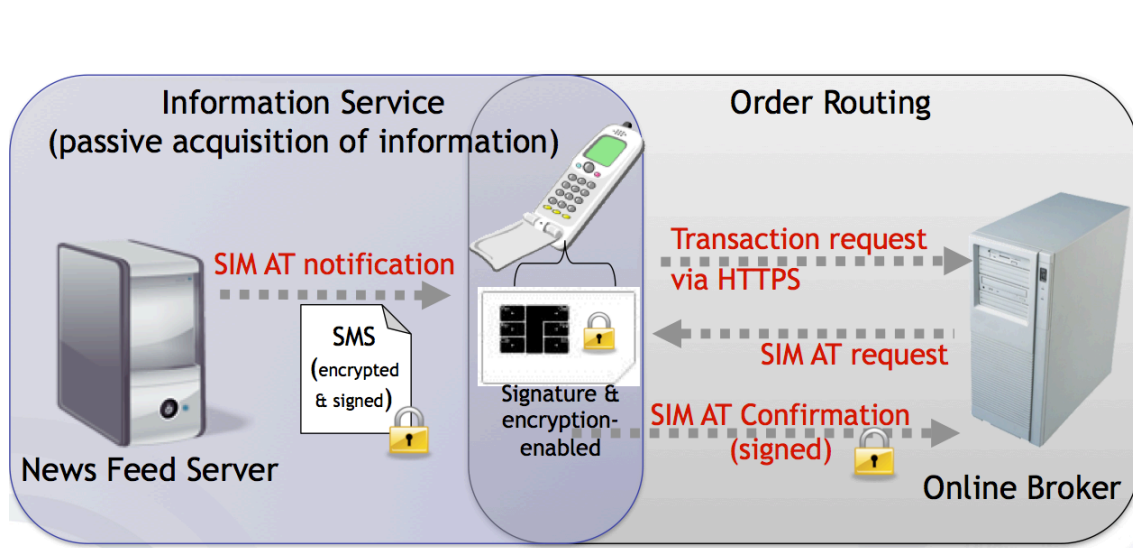 Information Service
(passive acquisition of information)
Order Routing
SIM AT notification
SMS
(encrypted
& signed)
News Feed Server
Signature &
encryption-
enabled
Transaction request
via HTTPS
SIM AT request
SIM AT Confirmation
(signed)
Online Broker